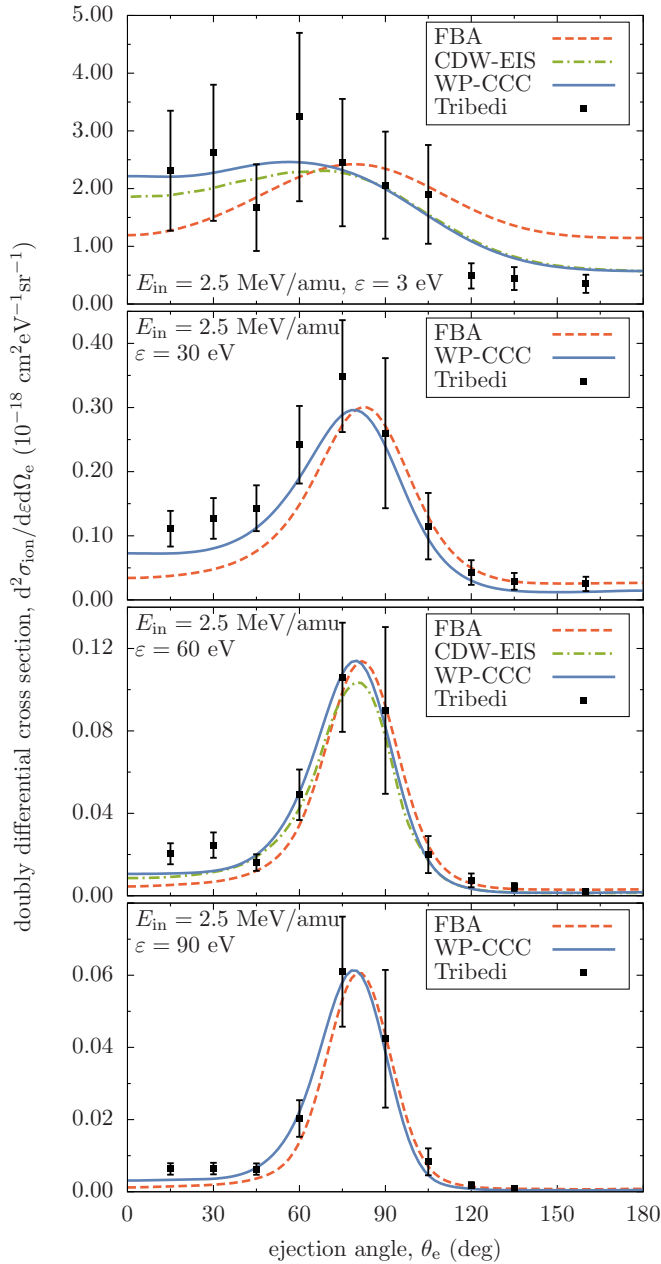 doubly differential cross section, d²σ_ion/dεdΩ_e (10⁻¹⁸ cm²eV⁻¹sr⁻¹)
5.00
4.00
3.00
2.00
1.00
0.00
FBA
CDW-EIS
WP-CCC
Tribedi
E_in = 2.5 MeV/amu, ε = 3 eV
0.40
0.30
0.20
0.10
0.00
E_in = 2.5 MeV/amu
ε = 30 eV
FBA
WP-CCC
Tribedi
0.12
0.08
0.04
0.00
E_in = 2.5 MeV/amu
ε = 60 eV
FBA
CDW-EIS
WP-CCC
Tribedi
0.06
0.04
0.02
0.00
E_in = 2.5 MeV/amu
ε = 90 eV
FBA
WP-CCC
Tribedi
0 30 60 90 120 150 180
ejection angle, θ_e (deg)